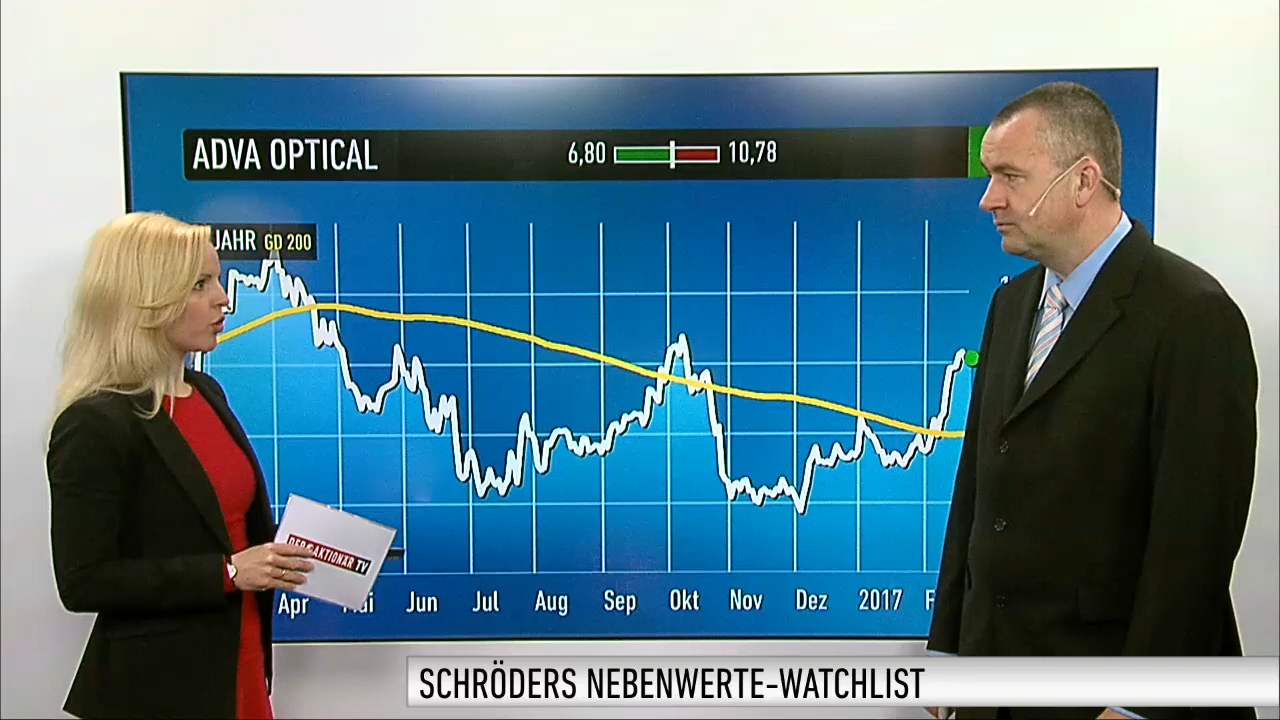 ADVA OPTICAL
6,80 10,78
JAHR GD 200
Apr Mai Jun Jul Aug Sep Okt Nov Dez 2017 F
DER AKTIONÄR TV
SCHRÖDERS NEBENWERTE-WATCHLIST